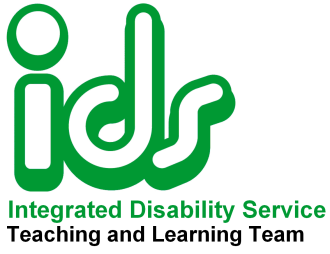 ids
Integrated Disability Service
Teaching and Learning Team